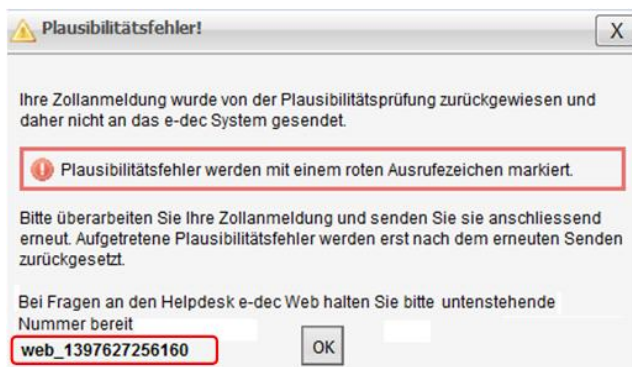 Plausibilitätsfehler!
X
Ihre Zollanmeldung wurde von der Plausibilitätsprüfung zurückgewiesen und
daher nicht an das e-dec System gesendet.
Plausibilitätsfehler werden mit einem roten Ausrufezeichen markiert.
Bitte überarbeiten Sie Ihre Zollanmeldung und senden Sie sie anschliessend
erneut. Aufgetretene Plausibilitätsfehler werden erst nach dem erneuten Senden
zurückgesetzt.
Bei Fragen an den Helpdesk e-dec Web halten Sie bitte untenstehende
Nummer bereit
web_1397627256160
OK